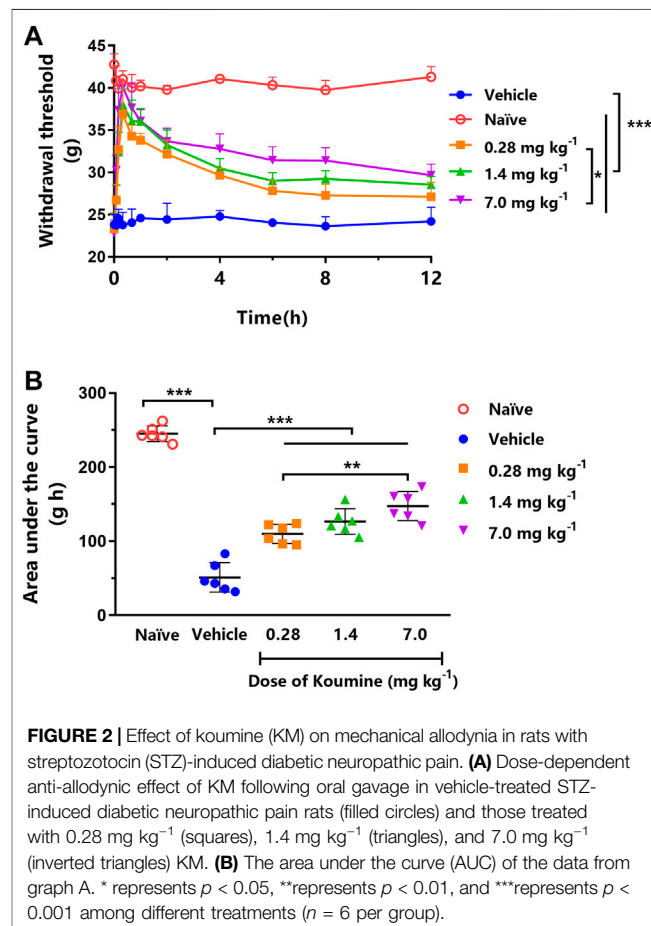 A
Withdrawal threshold
(g)
45
40
35
30
25
20
0
4
8
12
Time(h)
Vehicle
Naïve
0.28 mg kg⁻¹
1.4 mg kg⁻¹
7.0 mg kg⁻¹
*
***
B
Area under the curve
(g h)
300
200
100
0
***
***
**
Naïve
Vehicle
0.28 mg kg⁻¹
1.4 mg kg⁻¹
7.0 mg kg⁻¹
Naïve Vehicle 0.28 1.4 7.0
Dose of Koumine (mg kg⁻¹)
FIGURE 2 | Effect of koumine (KM) on mechanical allodynia in rats with
streptozotocin (STZ)-induced diabetic neuropathic pain. (A) Dose-dependent
anti-allodynic effect of KM following oral gavage in vehicle-treated STZ-
induced diabetic neuropathic pain rats (filled circles) and those treated
with 0.28 mg kg⁻¹ (squares), 1.4 mg kg⁻¹ (triangles), and 7.0 mg kg⁻¹
(inverted triangles) KM. (B) The area under the curve (AUC) of the data from
graph A. * represents p < 0.05, **represents p < 0.01, and ***represents p <
0.001 among different treatments (n = 6 per group).